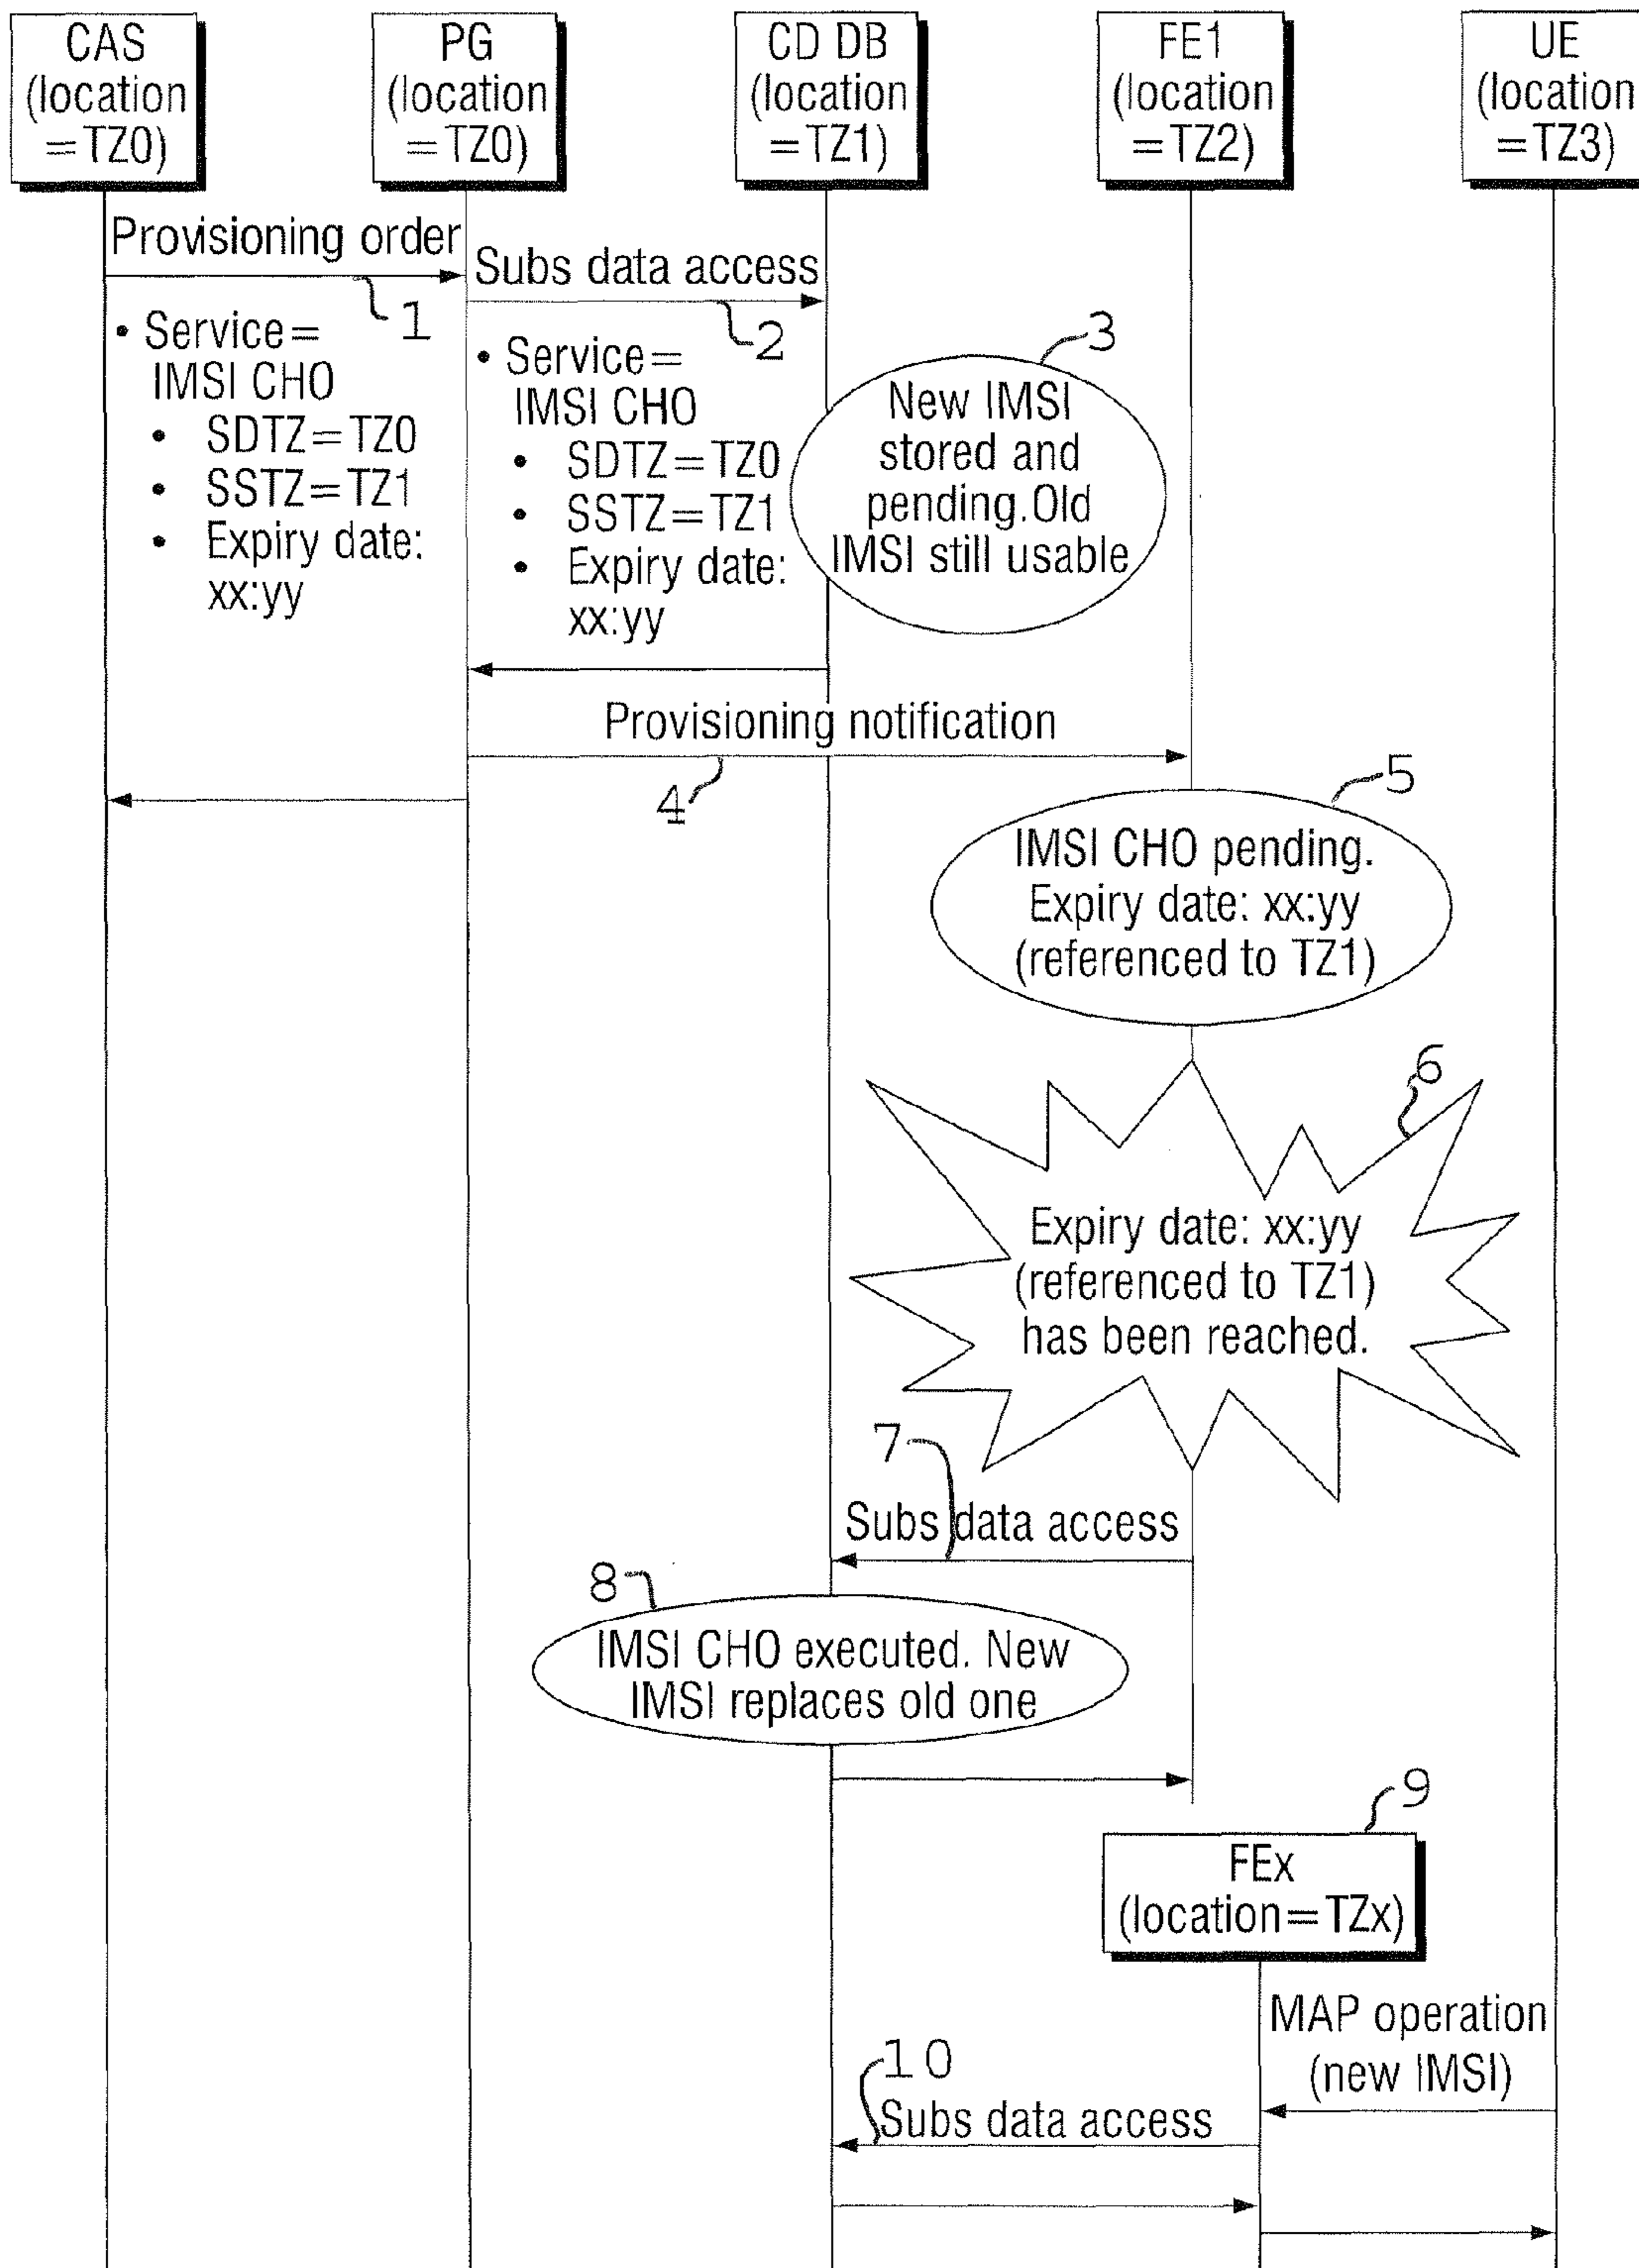 CAS
(location
=TZ0)
PG
(location
=TZ0)
CD DB
(location
=TZ1)
FE1
(location
=TZ2)
UE
(location
=TZ3)
Provisioning order
1
• Service=
IMSI CHO
• SDTZ=TZ0
• SSTZ=TZ1
• Expiry date:
xx:yy
Subs data access
2
• Service=
IMSI CHO
• SDTZ=TZ0
• SSTZ=TZ1
• Expiry date:
xx:yy
3
New IMSI
stored and
pending.Old
IMSI still usable
Provisioning notification
4
5
IMSI CHO pending.
Expiry date: xx:yy
(referenced to TZ1)
6
Expiry date: xx:yy
(referenced to TZ1)
has been reached.
7
Subs data access
8
IMSI CHO executed. New
IMSI replaces old one
9
FEx
(location=TZx)
MAP operation
(new IMSI)
10
Subs data access